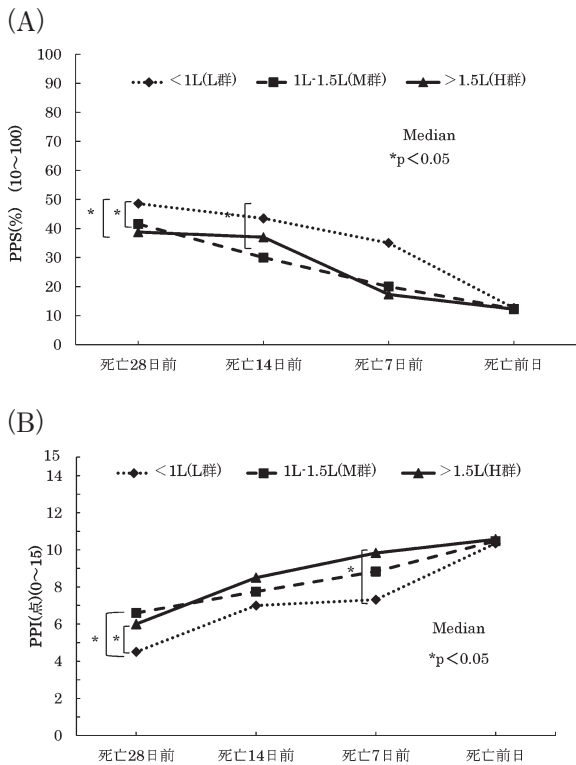 (A)
100
90
80
70
60
50
40
30
20
10
0
PPS(%) (10～100)
＜1L(L群) 1L-1.5L(M群) ＞1.5L(H群)
Median
*p＜0.05
* * *
死亡28日前 死亡14日前 死亡7日前 死亡前日
(B)
15
14
12
10
8
6
4
2
0
PPI(点)(0～15)
＜1L(L群) 1L-1.5L(M群) ＞1.5L(H群)
*
* *
Median
*p＜0.05
死亡28日前 死亡14日前 死亡7日前 死亡前日